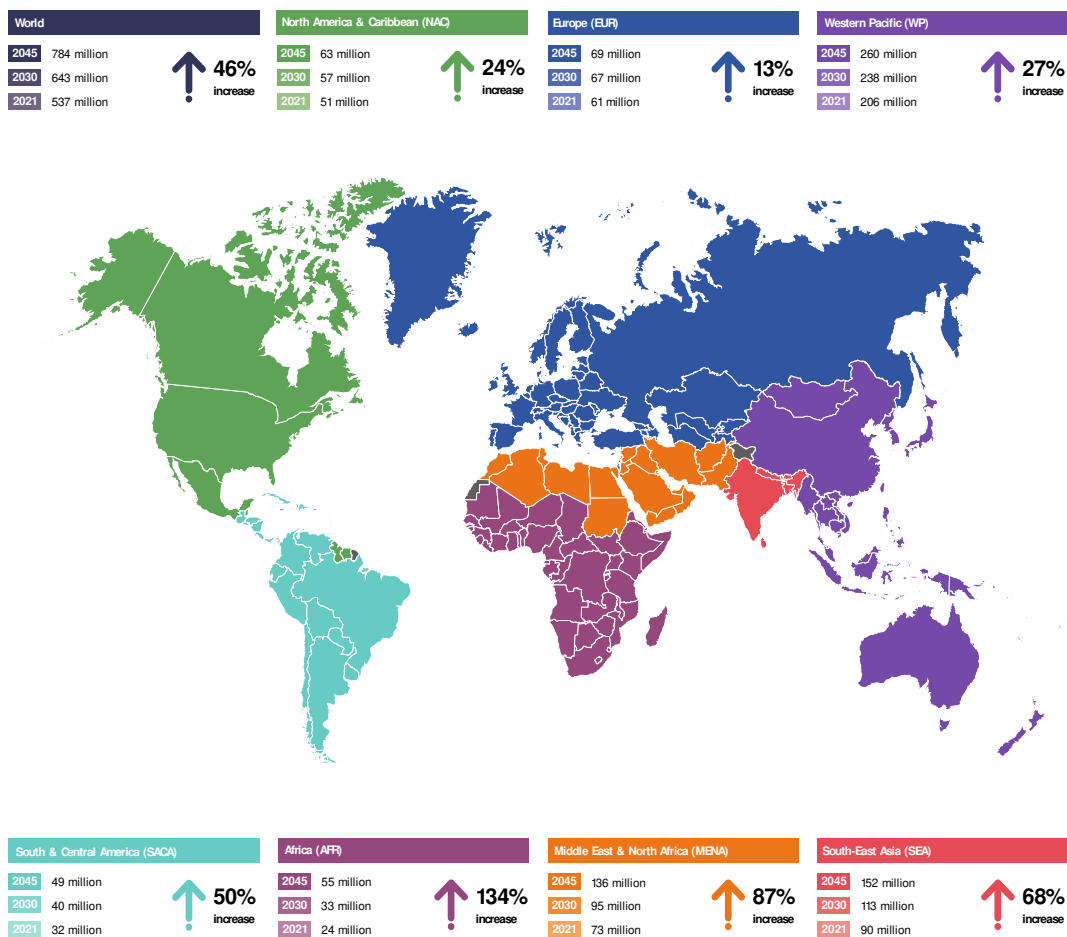 World
2045 784 million
2030 643 million
2021 537 million
46%
increase
North America & Caribbean (NAC)
2045 63 million
2030 57 million
2021 51 million
24%
increase
Europe (EUR)
2045 69 million
2030 67 million
2021 61 million
13%
increase
Western Pacific (WP)
2045 260 million
2030 238 million
2021 206 million
27%
increase
South & Central America (SACA)
2045 49 million
2030 40 million
2021 32 million
50%
increase
Africa (AFR)
2045 55 million
2030 33 million
2021 24 million
134%
increase
Middle East & North Africa (MENA)
2045 136 million
2030 95 million
2021 73 million
87%
increase
South-East Asia (SEA)
2045 152 million
2030 113 million
2021 90 million
68%
increase